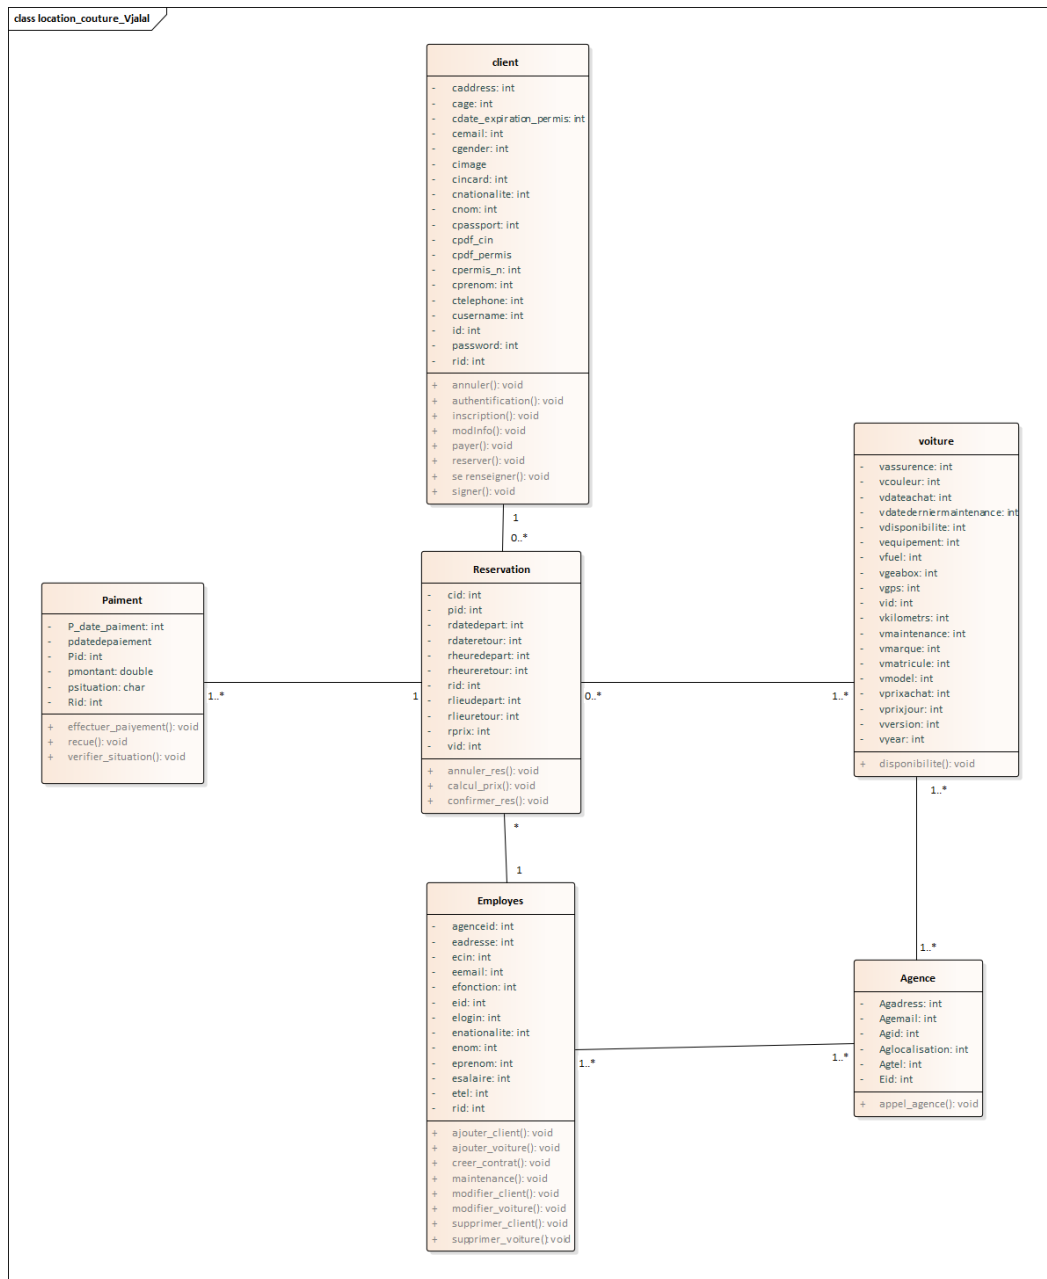 class location_couture_Vjalal
client
- caddress: int
- cage: int
- cdate_expiration_permis: int
- cemail: int
- cgender: int
- cimage
- cincard: int
- cnationalite: int
- cnom: int
- cpassport: int
- cpdf_cin
- cpdf_permis
- cpermis_n: int
- cprenom: int
- ctelephone: int
- cusername: int
- id: int
- password: int
- rid: int
+ annuler(): void
+ authentification(): void
+ inscription(): void
+ modInfo(): void
+ payer(): void
+ reserver(): void
+ se renseigner(): void
+ signer(): void
1
0..*
voiture
- vassurence: int
- vcouleur: int
- vdateachat: int
- vdatederniermaintenance: int
- vdisponibilite: int
- vequipement: int
- vfuel: int
- vgeabox: int
- vgps: int
- vid: int
- vkilometrs: int
- vmaintenance: int
- vmarque: int
- vmatricule: int
- vmodel: int
- vprixachat: int
- vprixjour: int
- vversion: int
- vyear: int
+ disponibilite(): void
Reservation
- cid: int
- pid: int
- rdatedepart: int
- rdateretour: int
- rheuredepart: int
- rheureretour: int
- rid: int
- rlieudepart: int
- rlieuretour: int
- rprix: int
- vid: int
+ annuler_res(): void
+ calcul_prix(): void
+ confirmer_res(): void
Paiment
- P_date_paiment: int
- pdatedepaiement
- Pid: int
- pmontant: double
- psituation: char
- Rid: int
+ effectuer_paiyement(): void
+ recue(): void
+ verifier_situation(): void
1..*
1
0..*
1..*
1..*
*
1
Employes
- agenceid: int
- eadresse: int
- ecin: int
- eemail: int
- efonction: int
- eid: int
- elogin: int
- enationalite: int
- enom: int
- eprenom: int
- esalaire: int
- etel: int
- rid: int
+ ajouter_client(): void
+ ajouter_voiture(): void
+ creer_contrat(): void
+ maintenance(): void
+ modifier_client(): void
+ modifier_voiture(): void
+ supprimer_client(): void
+ supprimer_voiture():void
1..*
Agence
- Agadress: int
- Agemail: int
- Agid: int
- Aglocalisation: int
- Agtel: int
- Eid: int
+ appel_agence(): void
1..*
1..*